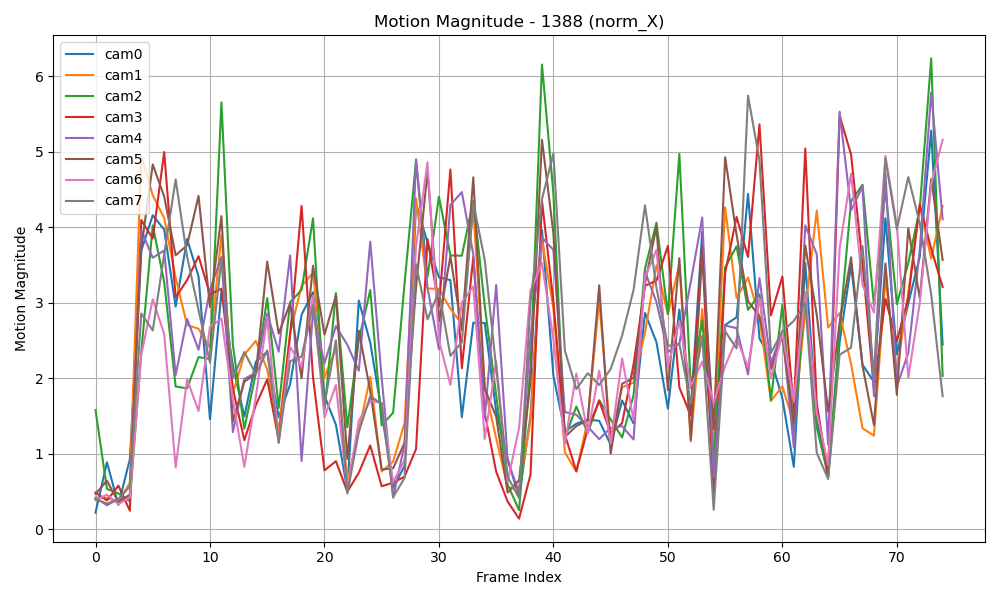 Motion Magnitude - 1388 (norm_X)
cam0
cam1
cam2
cam3
cam4
cam5
cam6
cam7
Motion Magnitude
6
5
4
3
2
1
0
0 10 20 30 40 50 60 70
Frame Index